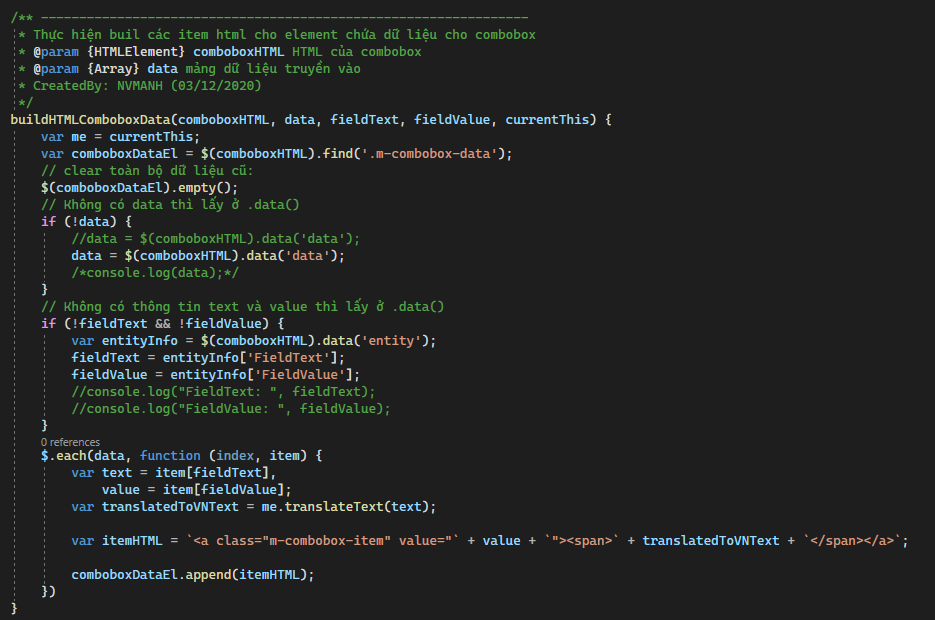 /** ----------------------------------------------------------------
 * Thực hiện buil các item html cho element chứa dữ liệu cho combobox
 * @param {HTMLElement} comboboxHTML HTML của combobox
 * @param {Array} data mảng dữ liệu truyền vào
 * CreatedBy: NVMANH (03/12/2020)
 */
buildHTMLComboboxData(comboboxHTML, data, fieldText, fieldValue, currentThis) {
    var me = currentThis;
    var comboboxDataEl = $(comboboxHTML).find('.m-combobox-data');
    // clear toàn bộ dữ liệu cũ:
    $(comboboxDataEl).empty();
    // Không có data thì lấy ở .data()
    if (!data) {
        //data = $(comboboxHTML).data('data');
        data = $(comboboxHTML).data('data');
        /*console.log(data);*/
    }
    // Không có thông tin text và value thì lấy ở .data()
    if (!fieldText && !fieldValue) {
        var entityInfo = $(comboboxHTML).data('entity');
        fieldText = entityInfo['FieldText'];
        fieldValue = entityInfo['FieldValue'];
        //console.log("FieldText: ", fieldText);
        //console.log("FieldValue: ", fieldValue);
    }
    0 references
    $.each(data, function (index, item) {
        var text = item[fieldText],
            value = item[fieldValue];
        var translatedToVNText = me.translateText(text);
        var itemHTML = `<a class="m-combobox-item" value="` + value + `"><span>` + translatedToVNText + `</span></a>`;
        comboboxDataEl.append(itemHTML);
    })
}